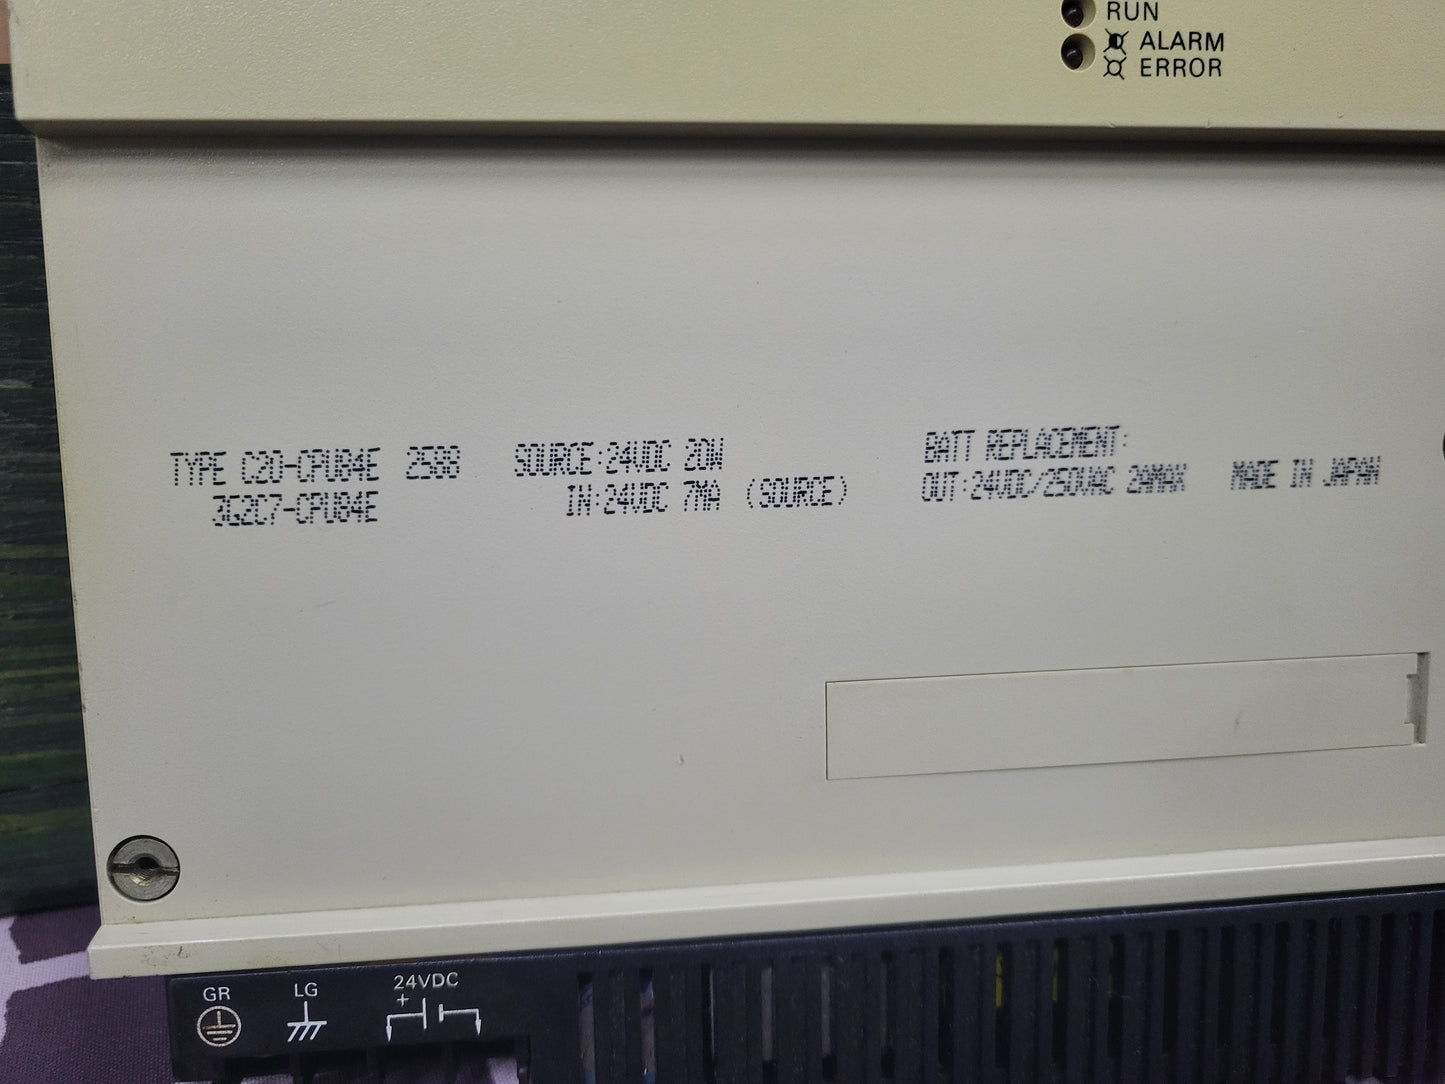 RUN
ALARM
ERROR
TYPE C20-CPU84E 2588
3G2C7-CPU84E
SOURCE:24VDC 20W
IN:24VDC 7MA (SOURCE)
BATT REPLACEMENT:
OUT:24VDC/250VAC 2AMAX MADE IN JAPAN
GR
LG
24VDC
+